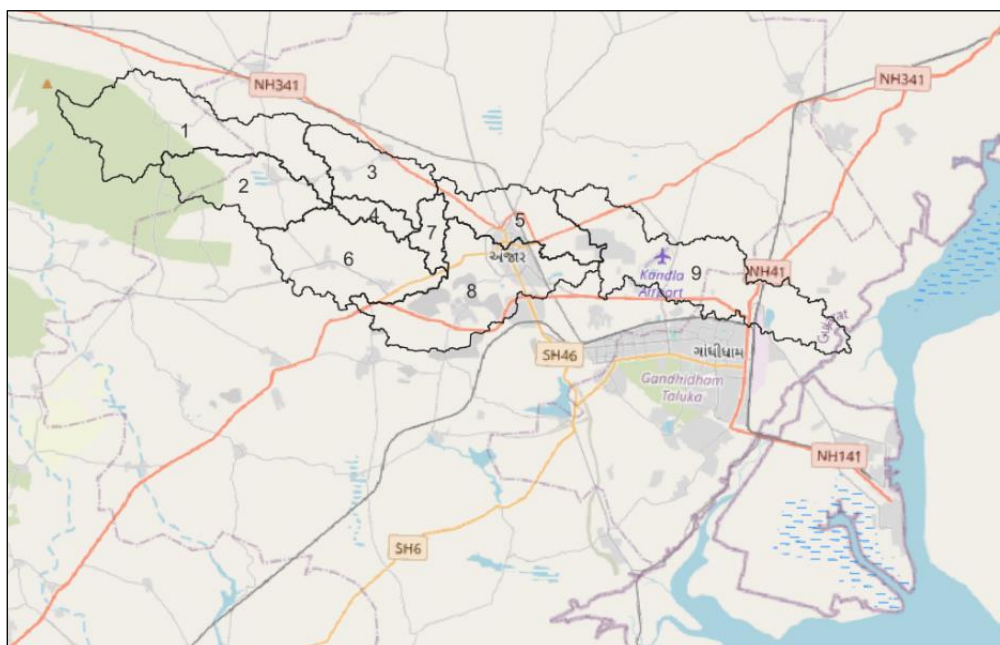 NH341
NH341
1
3
2
4
5
7
અંજાર
6
Kandla
Airport
9
NH41
8
Gujarat
SH46
ગાંધીધામ
Gandhidham
Taluka
NH141
SH6